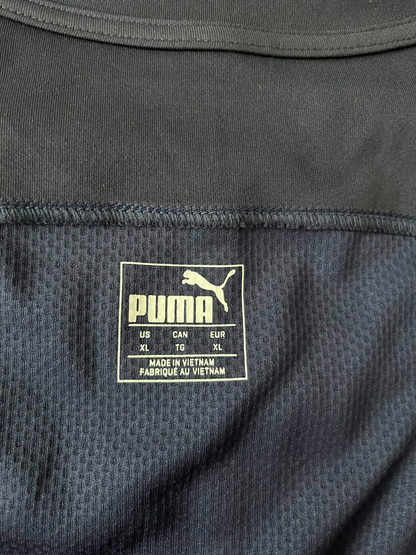 PUMA
US CAN EUR
XL TG XL
MADE IN VIETNAM
FABRIQUÉ AU VIETNAM